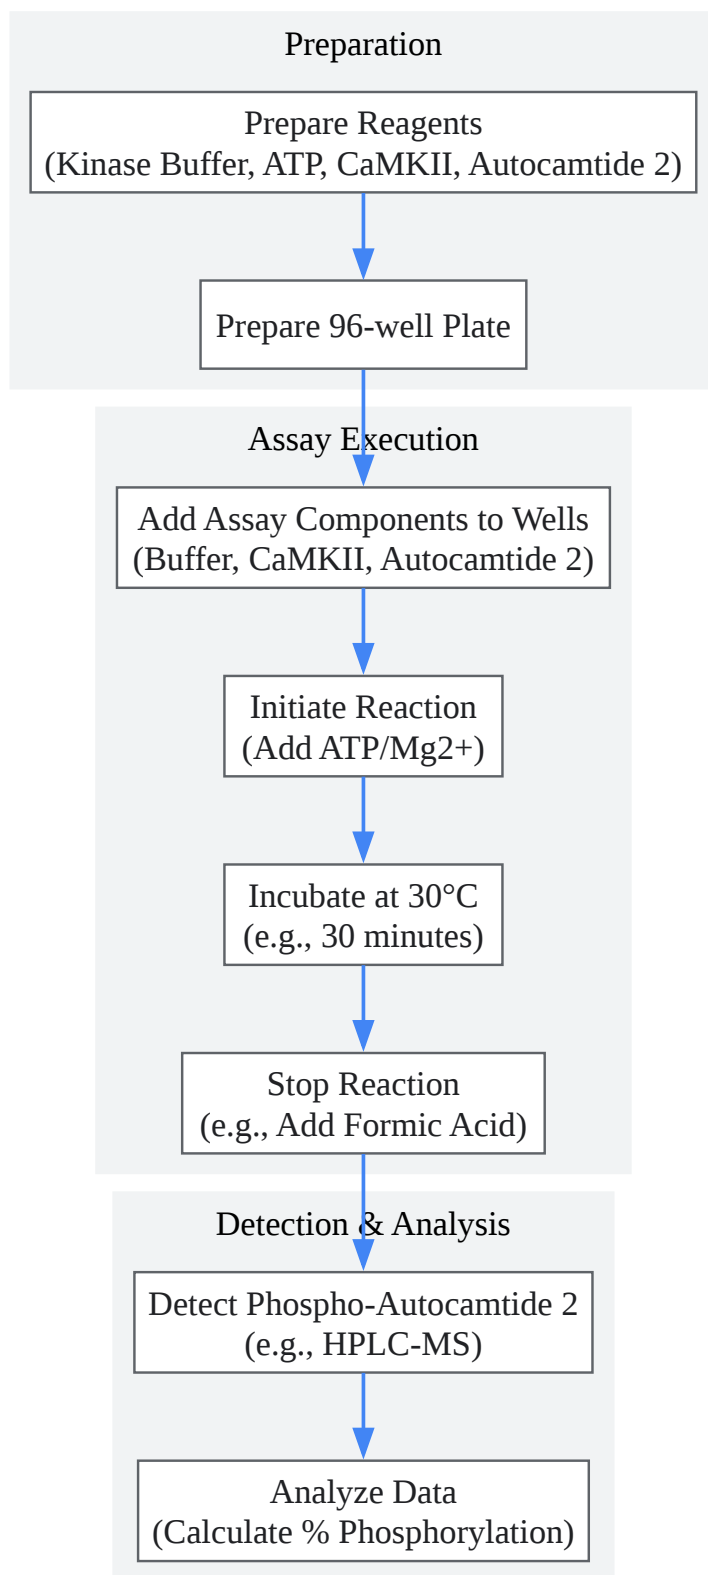 Preparation
Prepare Reagents
(Kinase Buffer, ATP, CaMKII, Autocamtide 2)
Prepare 96-well Plate
Assay Execution
Add Assay Components to Wells
(Buffer, CaMKII, Autocamtide 2)
Initiate Reaction
(Add ATP/Mg2+)
Incubate at 30°C
(e.g., 30 minutes)
Stop Reaction
(e.g., Add Formic Acid)
Detection & Analysis
Detect Phospho-Autocamtide 2
(e.g., HPLC-MS)
Analyze Data
(Calculate % Phosphorylation)